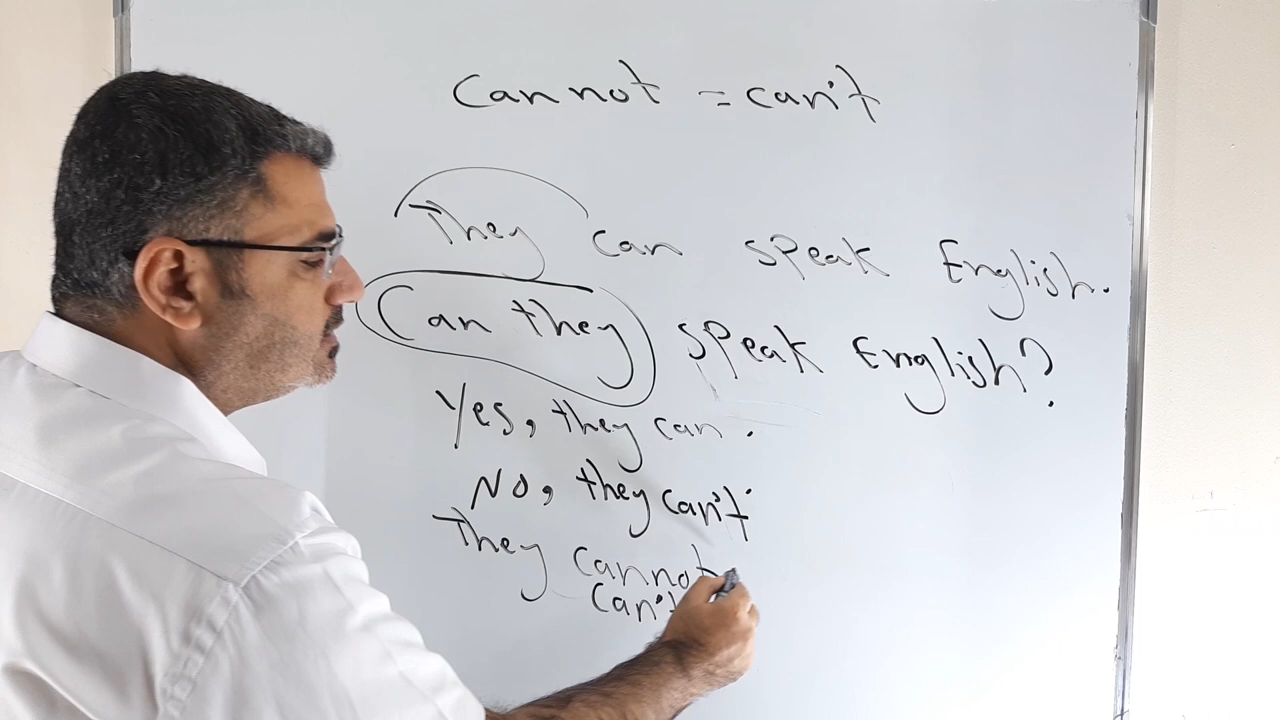 Cannot = can't
They can speak English.
Can they speak English?
Yes, they can.
No, they can't.
They cannot
can't